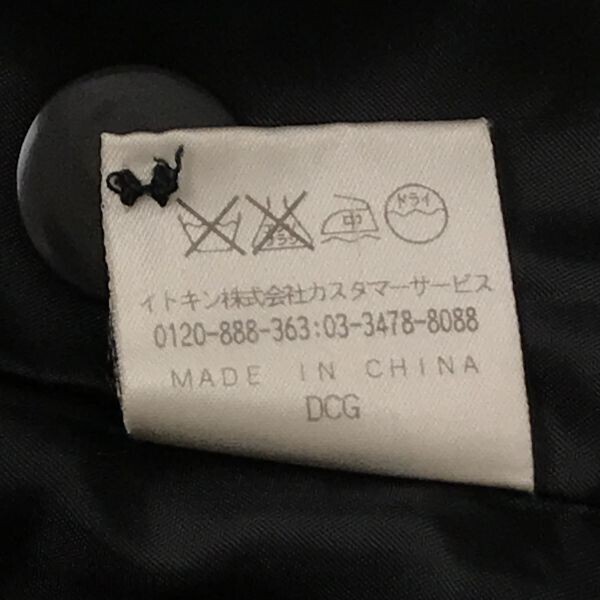 中 ドライ
イトキン株式会社カスタマーサービス
0120-888-363:03-3478-8088
MADE IN CHINA
DCG